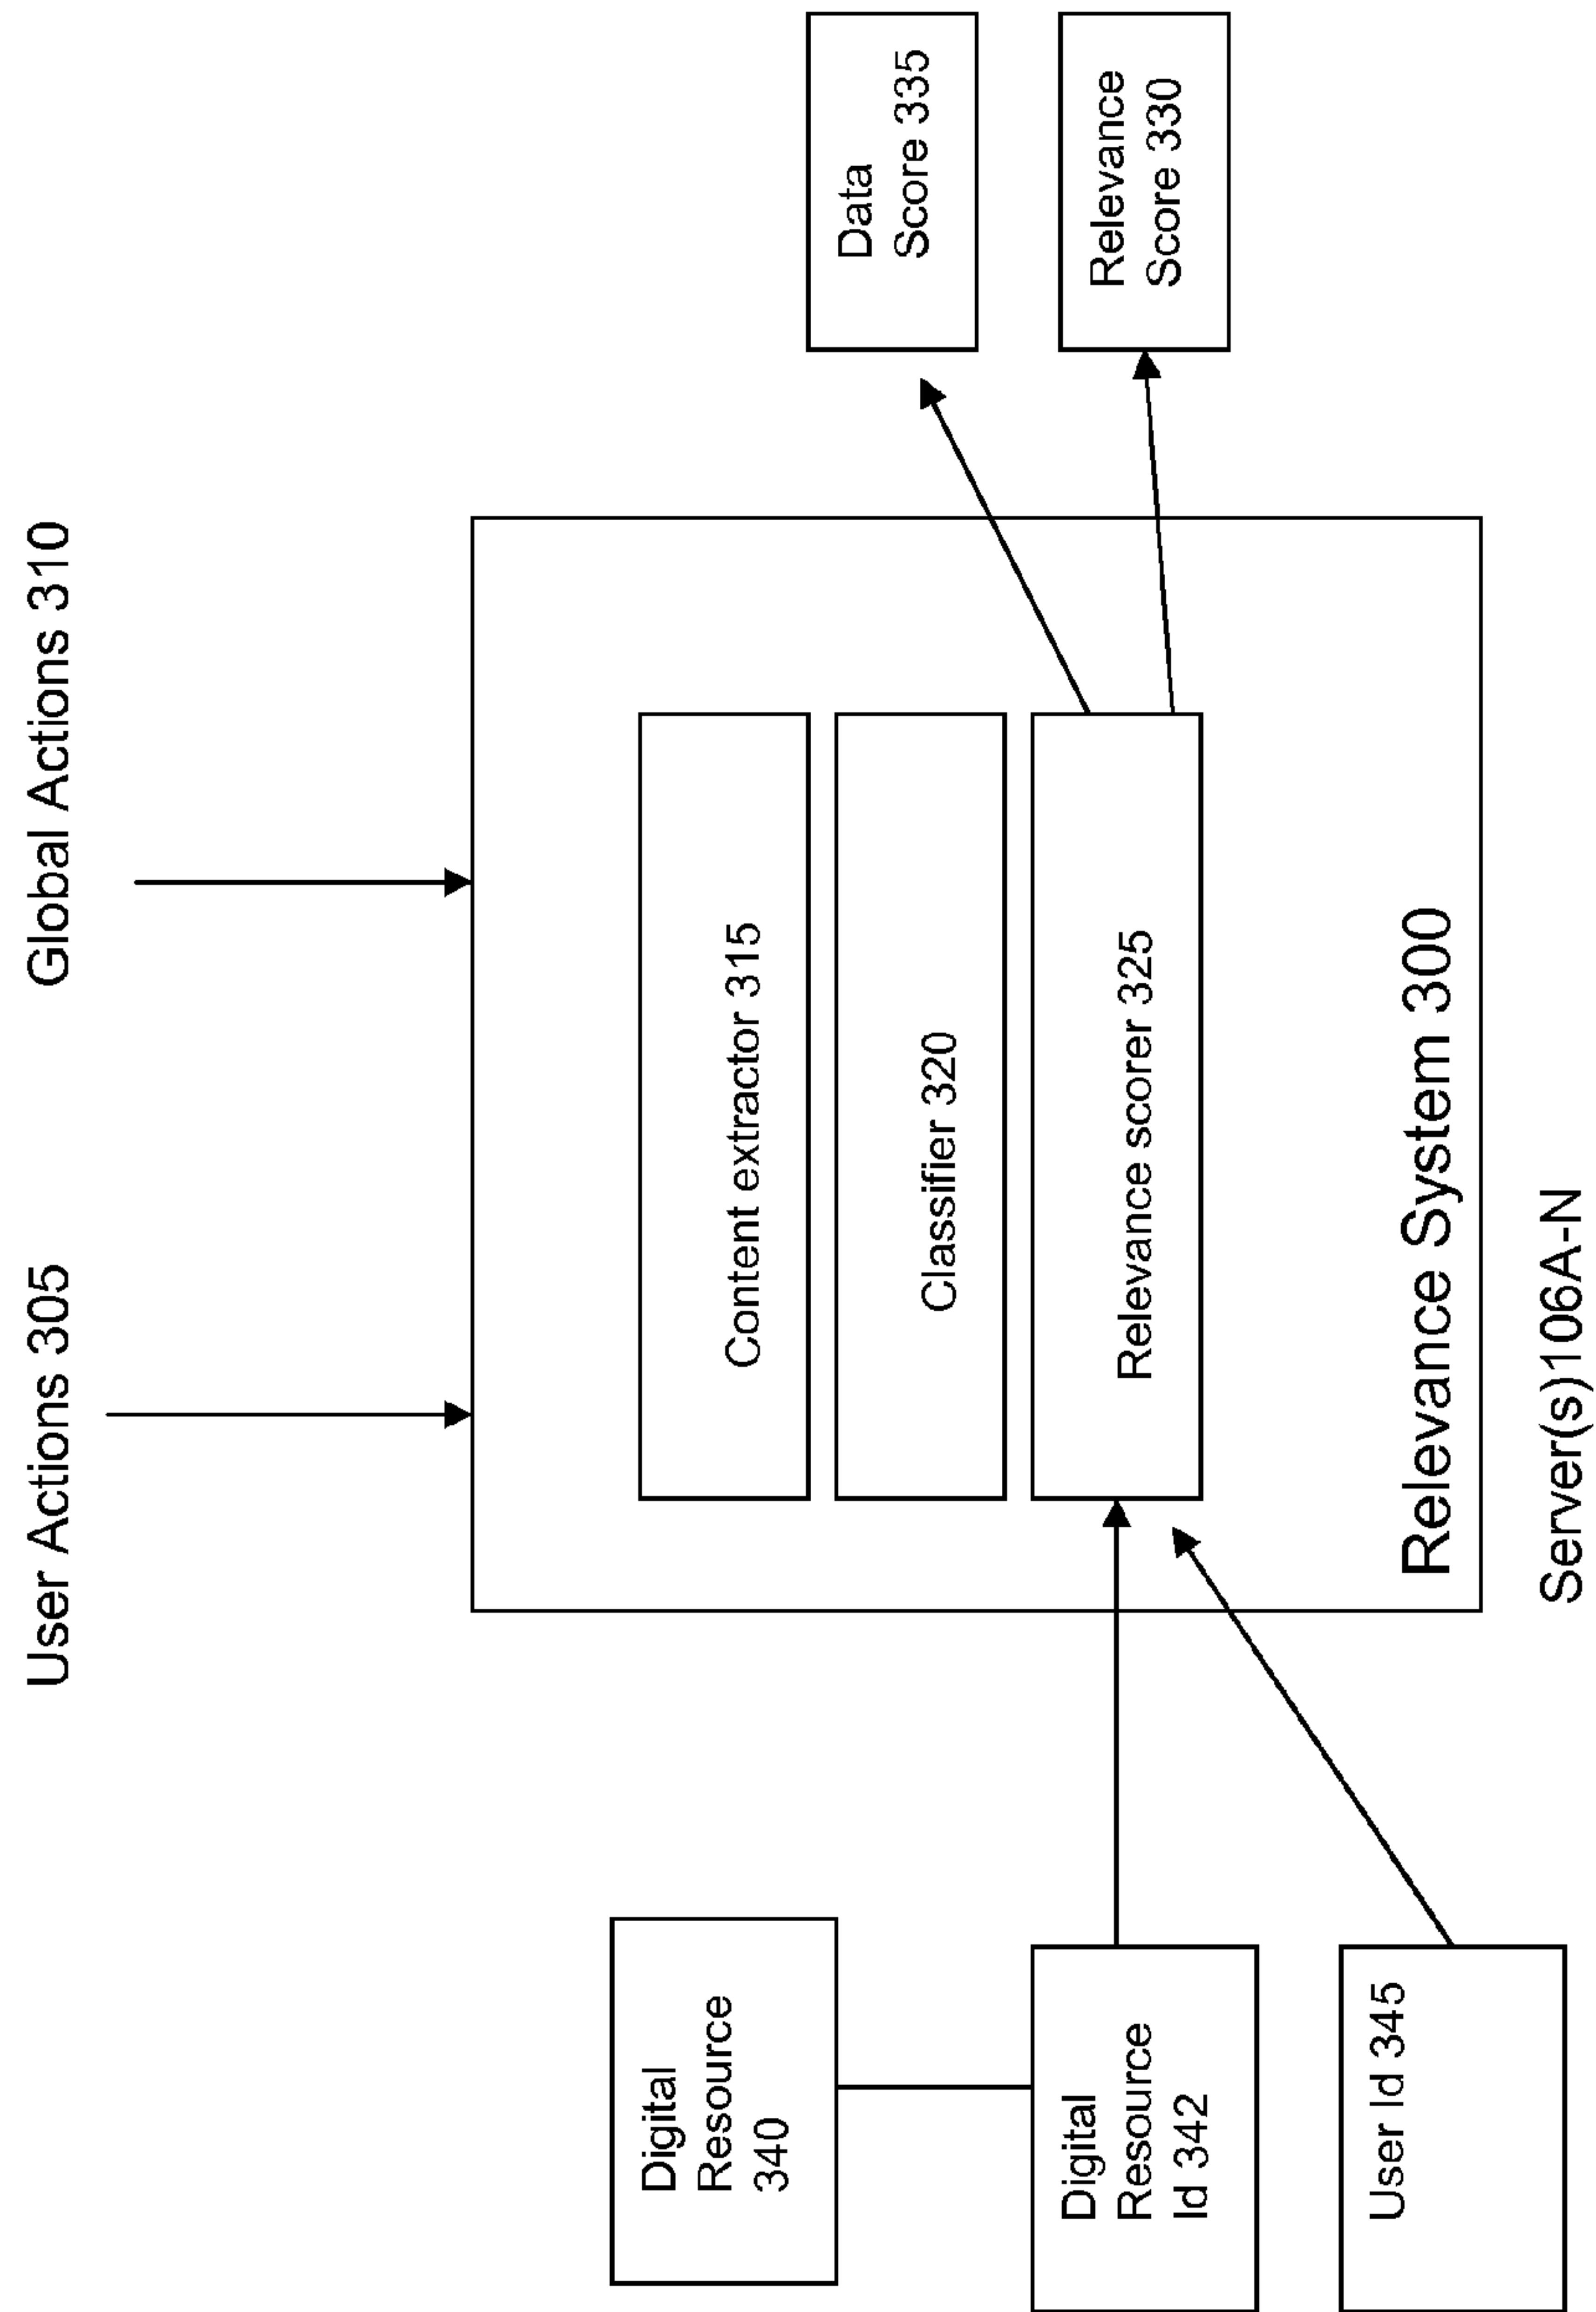 User Actions 305
Global Actions 310
Digital
Resource
340
Digital
Resource
Id 342
User Id 345
Content extractor 315
Classifier 320
Relevance scorer 325
Relevance System 300
Server(s)106A-N
Data
Score 335
Relevance
Score 330